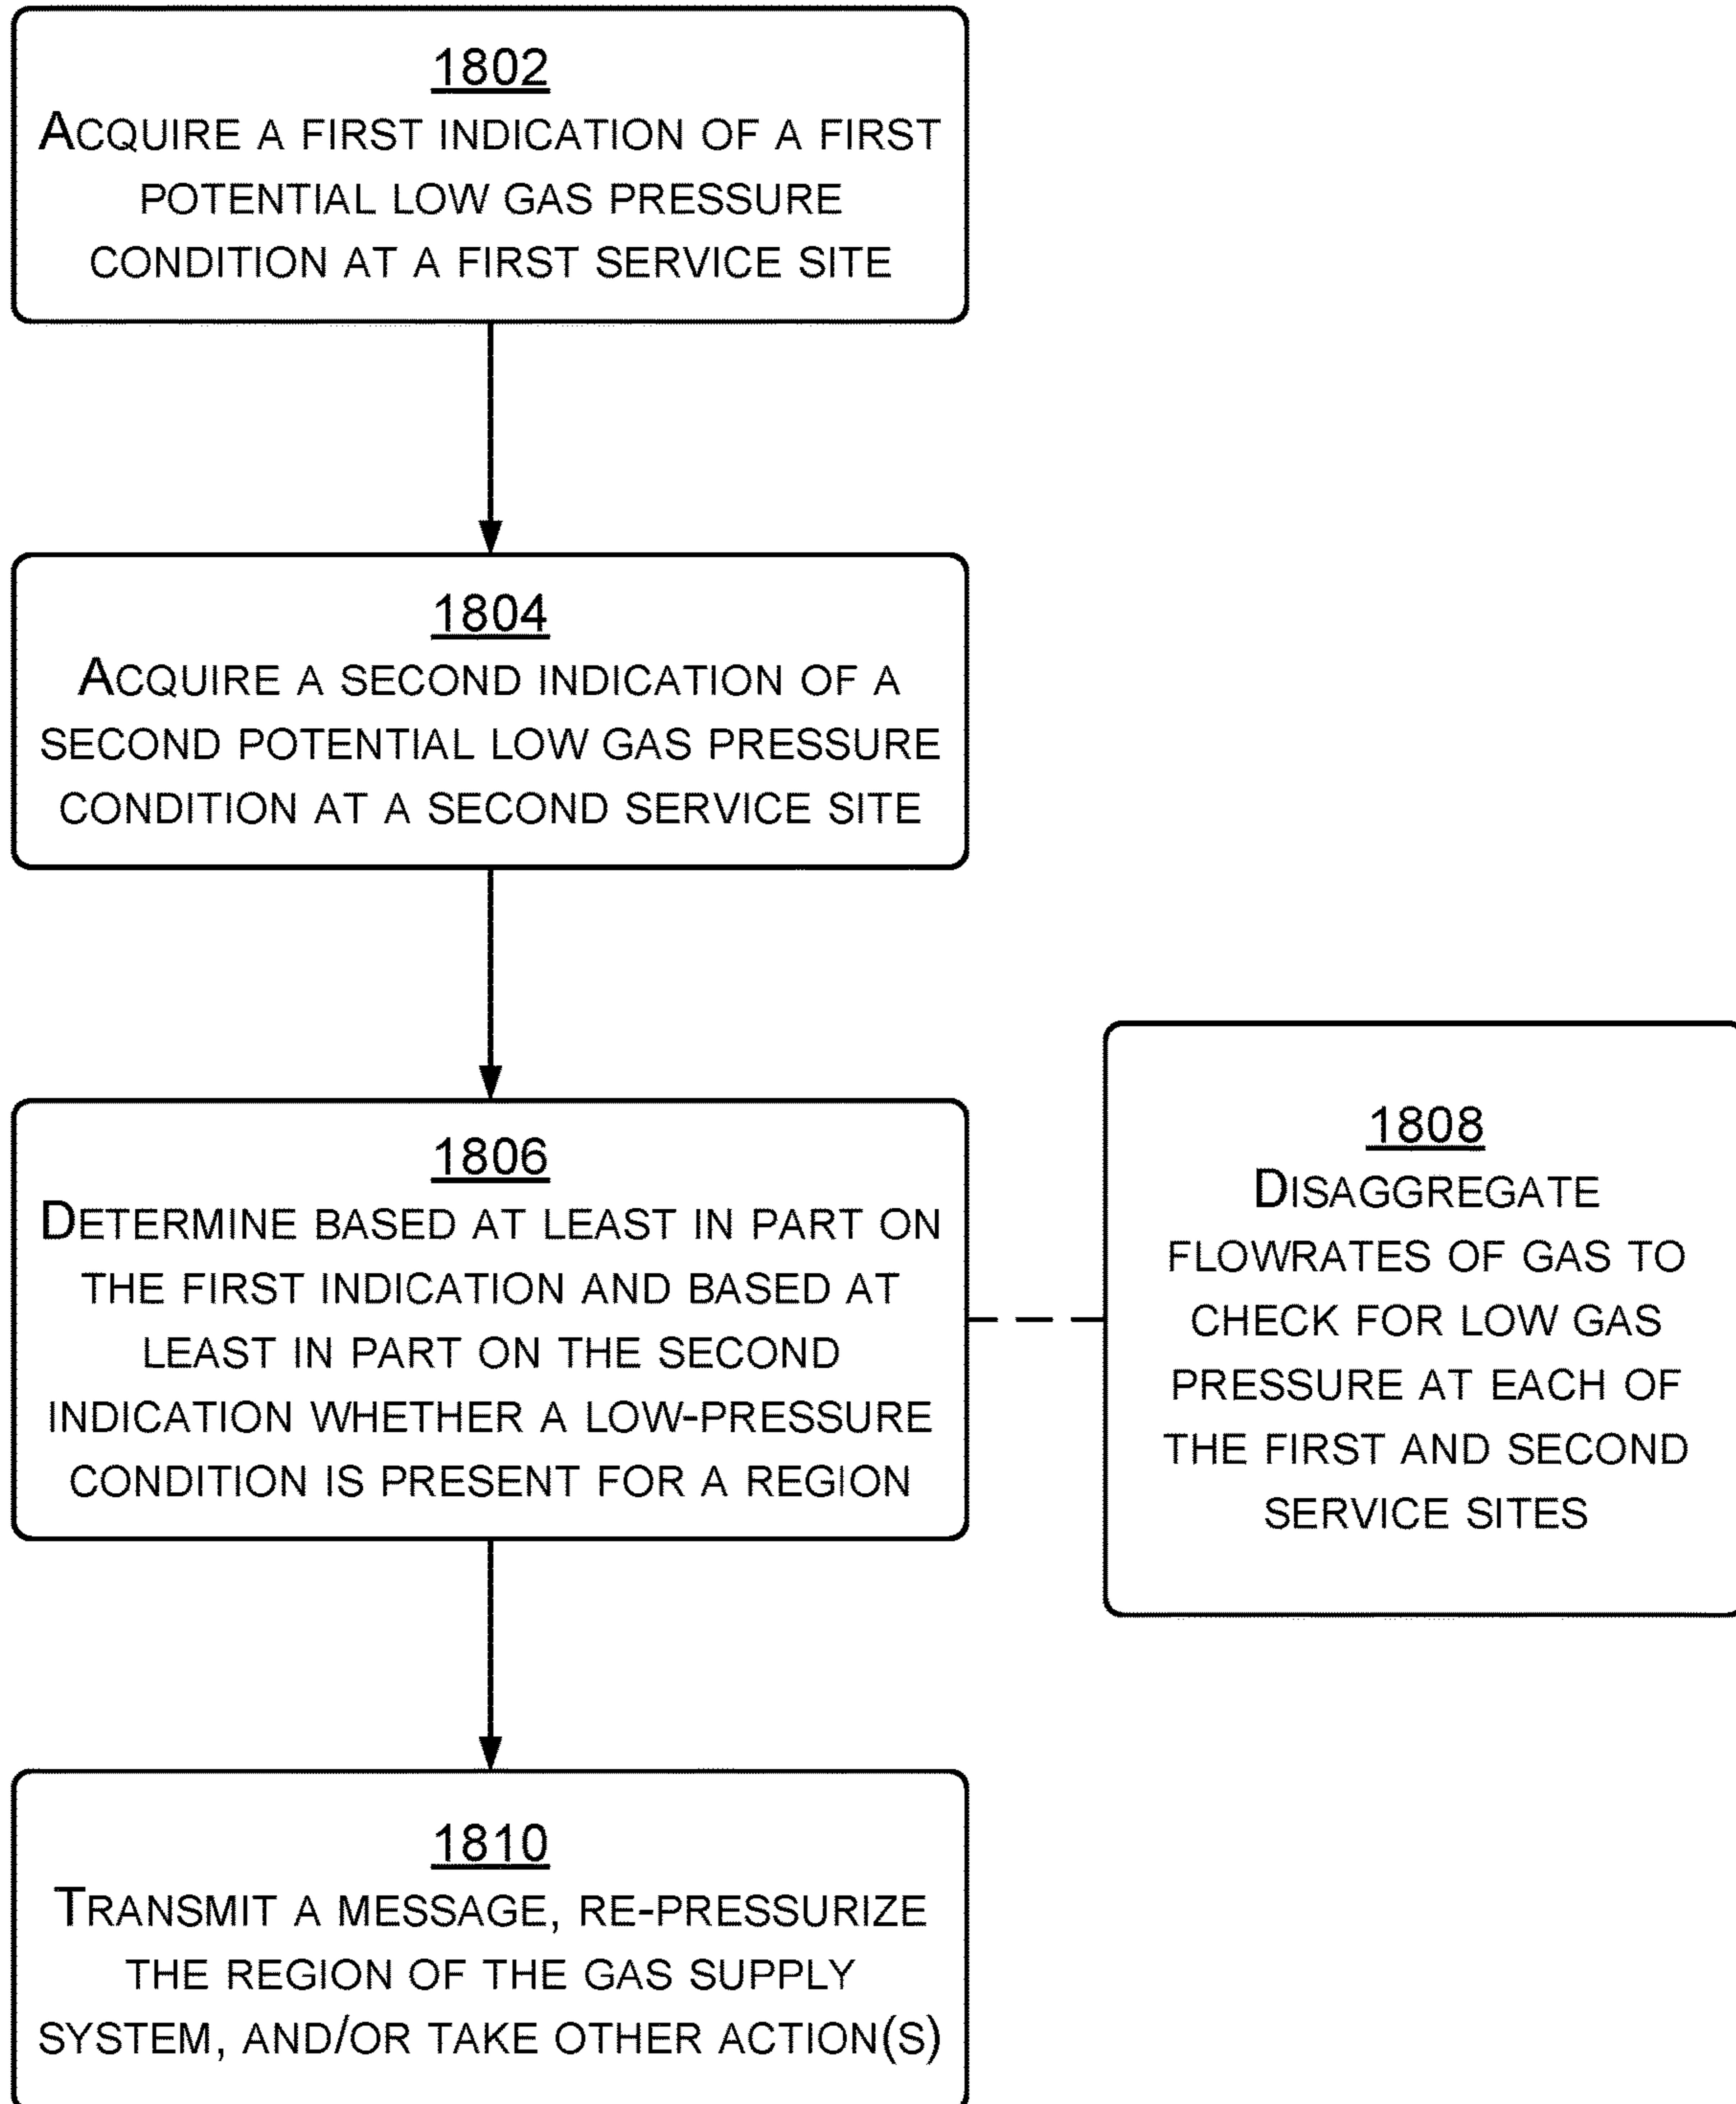 1802
ACQUIRE A FIRST INDICATION OF A FIRST
POTENTIAL LOW GAS PRESSURE
CONDITION AT A FIRST SERVICE SITE
1804
ACQUIRE A SECOND INDICATION OF A
SECOND POTENTIAL LOW GAS PRESSURE
CONDITION AT A SECOND SERVICE SITE
1806
DETERMINE BASED AT LEAST IN PART ON
THE FIRST INDICATION AND BASED AT
LEAST IN PART ON THE SECOND
INDICATION WHETHER A LOW-PRESSURE
CONDITION IS PRESENT FOR A REGION
1808
DISAGGREGATE
FLOWRATES OF GAS TO
CHECK FOR LOW GAS
PRESSURE AT EACH OF
THE FIRST AND SECOND
SERVICE SITES
1810
TRANSMIT A MESSAGE, RE-PRESSURIZE
THE REGION OF THE GAS SUPPLY
SYSTEM, AND/OR TAKE OTHER ACTION(S)